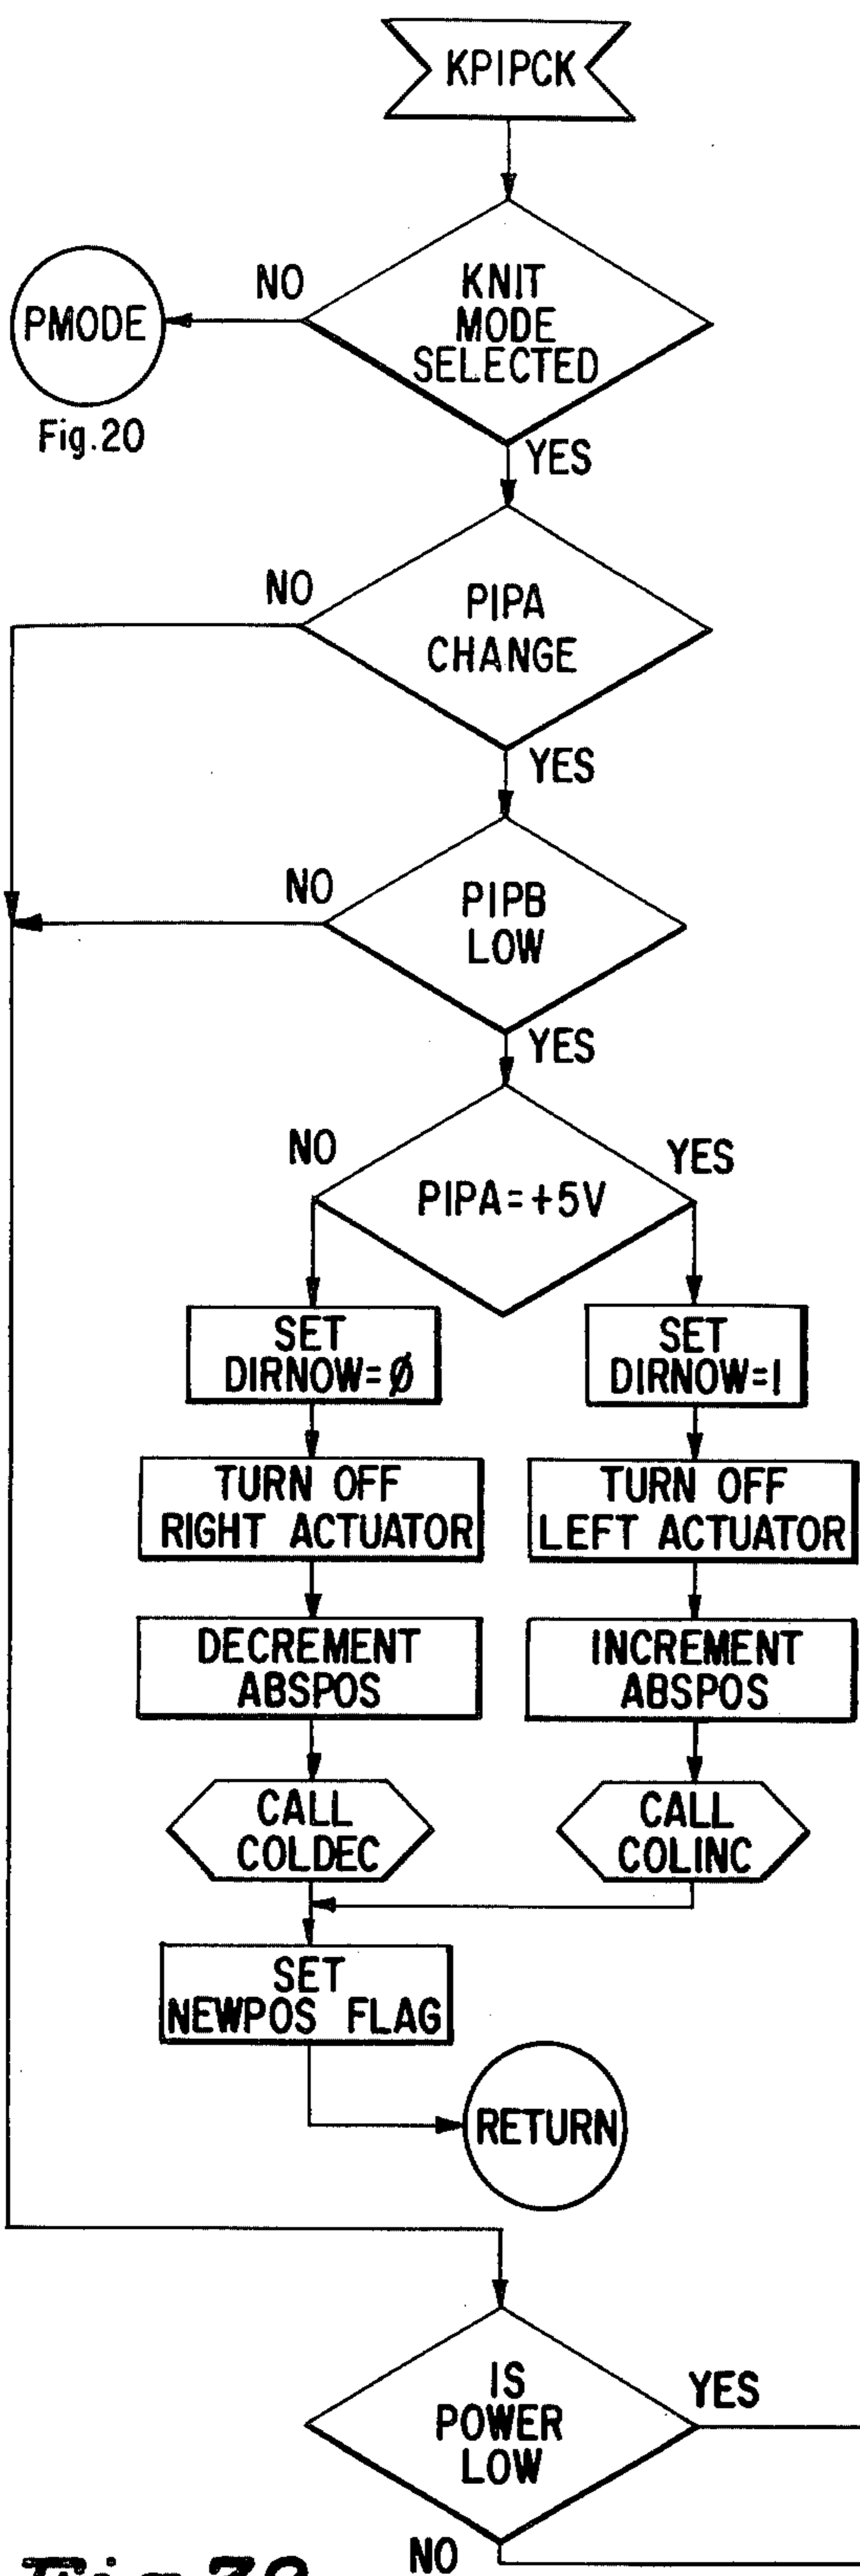 KPIPCK
NO
KNIT
MODE
SELECTED
PMODE
Fig.20
YES
NO
PIPA
CHANGE
YES
NO
PIPB
LOW
YES
NO
YES
PIPA=+5V
SET
DIRNOW=Ø
SET
DIRNOW=1
TURN OFF
RIGHT ACTUATOR
TURN OFF
LEFT ACTUATOR
DECREMENT
ABSPOS
INCREMENT
ABSPOS
CALL
COLDEC
CALL
COLINC
SET
NEWPOS FLAG
RETURN
IS
POWER
LOW
YES
NO